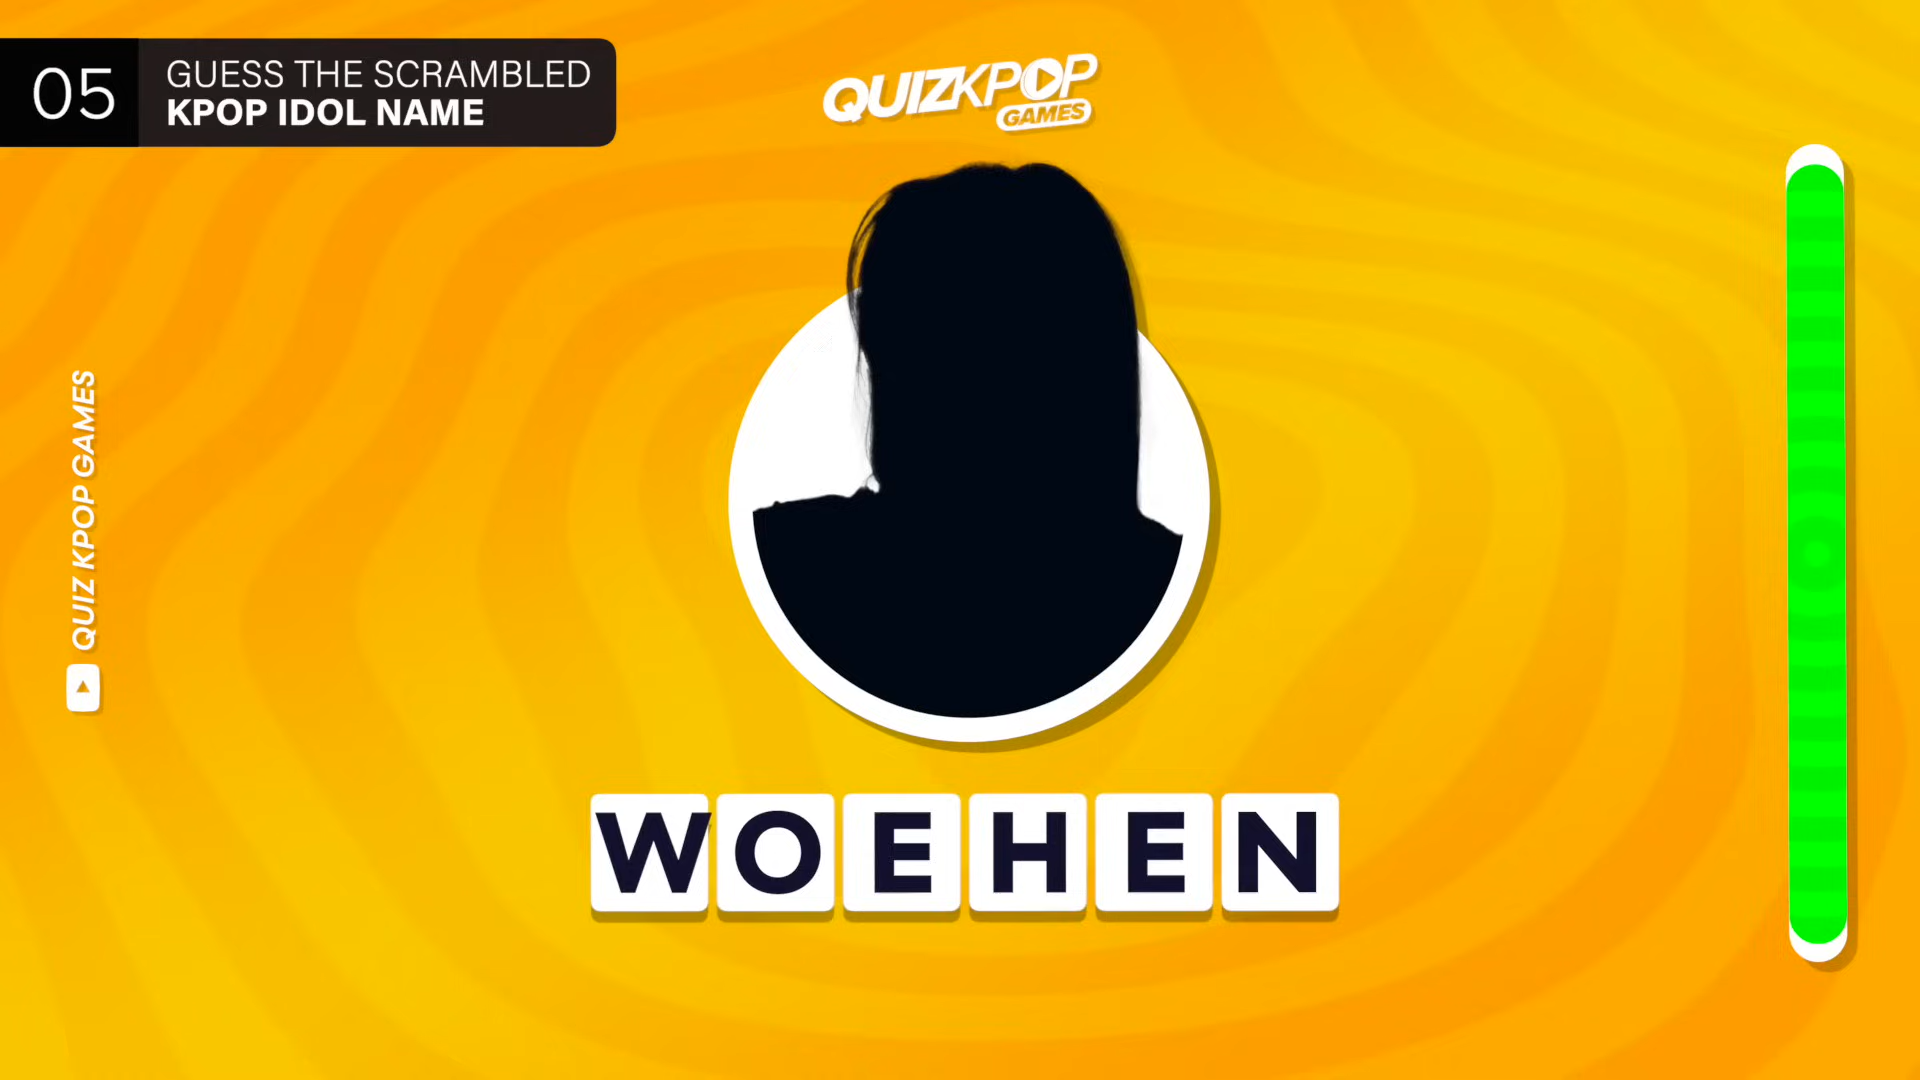 05
GUESS THE SCRAMBLED
KPOP IDOL NAME
QUIZKPOP
GAMES
QUIZ KPOP GAMES
WOEHEN